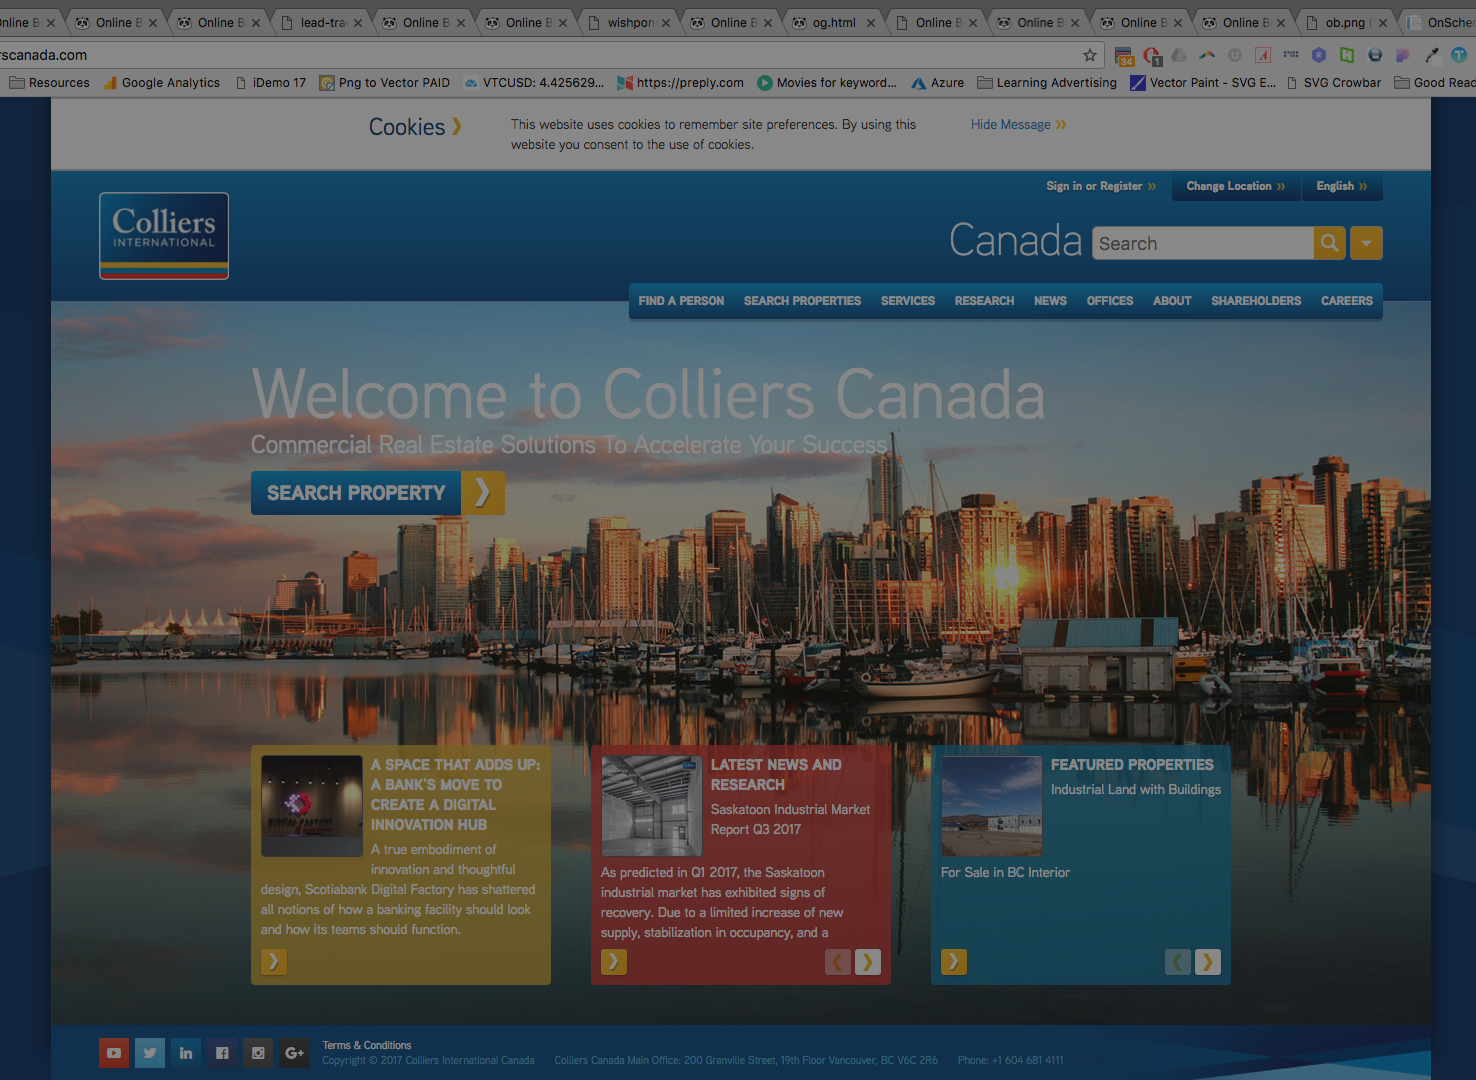 Online B
Online B
Online B
lead-tra
Online B
Online B
wishpon
Online B
og.html
Online B
Online B
Online B
Online B
ob.png (
OnSche
rscanada.com
34
1
Resources
Google Analytics
iDemo 17
Png to Vector PAID
VTCUSD: 4.425629...
https://preply.com
Movies for keyword...
Azure
Learning Advertising
Vector Paint - SVG E...
SVG Crowbar
Good Read
Cookies
This website uses cookies to remember site preferences. By using this
website you consent to the use of cookies.
Hide Message
Sign in or Register
Change Location
English
Colliers
INTERNATIONAL
Canada
Search
FIND A PERSON
SEARCH PROPERTIES
SERVICES
RESEARCH
NEWS
OFFICES
ABOUT
SHAREHOLDERS
CAREERS
Welcome to Colliers Canada
Commercial Real Estate Solutions To Accelerate Your Success
SEARCH PROPERTY
A SPACE THAT ADDS UP:
A BANK'S MOVE TO
CREATE A DIGITAL
INNOVATION HUB
A true embodiment of
innovation and thoughtful
design, Scotiabank Digital Factory has shattered
all notions of how a banking facility should look
and how its teams should function.
LATEST NEWS AND
RESEARCH
Saskatoon Industrial Market
Report Q3 2017
As predicted in Q1 2017, the Saskatoon
industrial market has exhibited signs of
recovery. Due to a limited increase of new
supply, stabilization in occupancy, and a
FEATURED PROPERTIES
Industrial Land with Buildings
For Sale in BC Interior
Terms & Conditions
Copyright © 2017 Colliers International Canada
Colliers Canada Main Office: 200 Granville Street, 19th Floor Vancouver, BC V6C 2R6
Phone: +1 604 681 4111